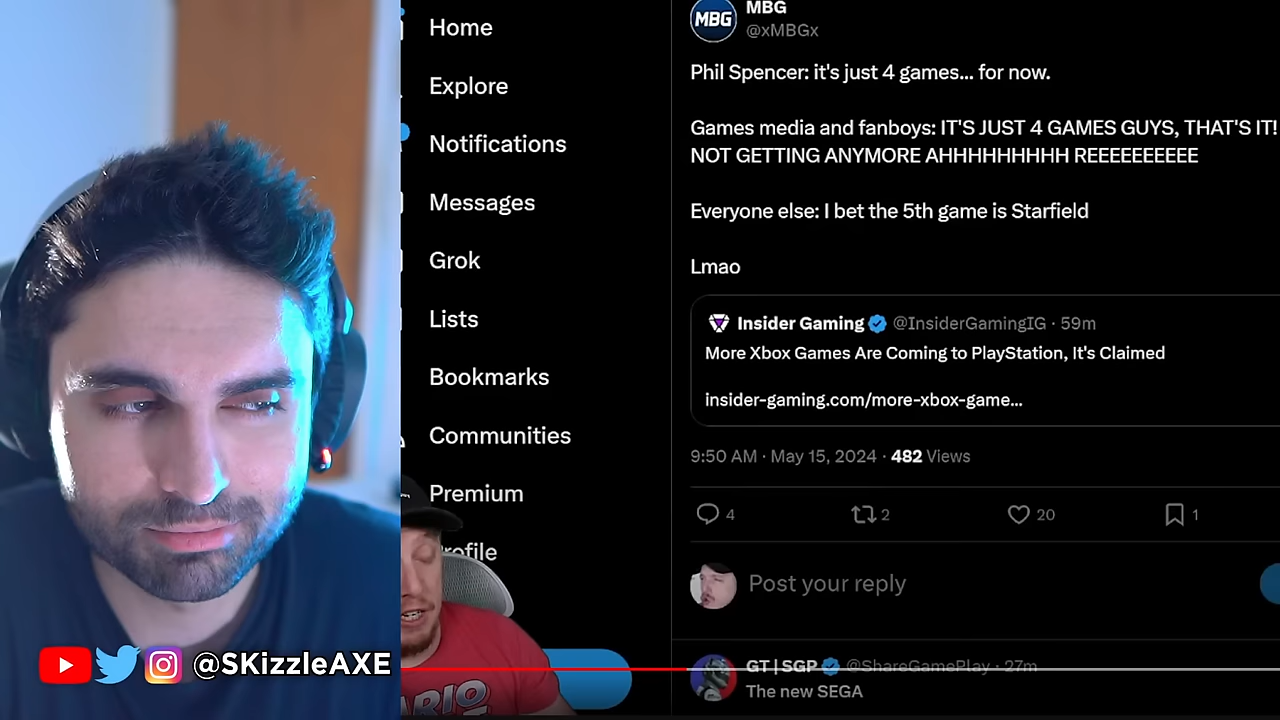 Home
Explore
Notifications
Messages
Grok
Lists
Bookmarks
Communities
Premium
rofile
MBG
MBG
@xMBGx
Phil Spencer: it's just 4 games... for now.
Games media and fanboys: IT'S JUST 4 GAMES GUYS, THAT'S IT!
NOT GETTING ANYMORE AHHHHHHHHH REEEEEEEEEE
Everyone else: I bet the 5th game is Starfield
Lmao
Insider Gaming @InsiderGamingIG · 59m
More Xbox Games Are Coming to PlayStation, It's Claimed
insider-gaming.com/more-xbox-game...
9:50 AM · May 15, 2024 · 482 Views
4 2 20 1
Post your reply
GT | SGP @ShareGamePlay · 27m
The new SEGA
@SKizzleAXE
ARIO